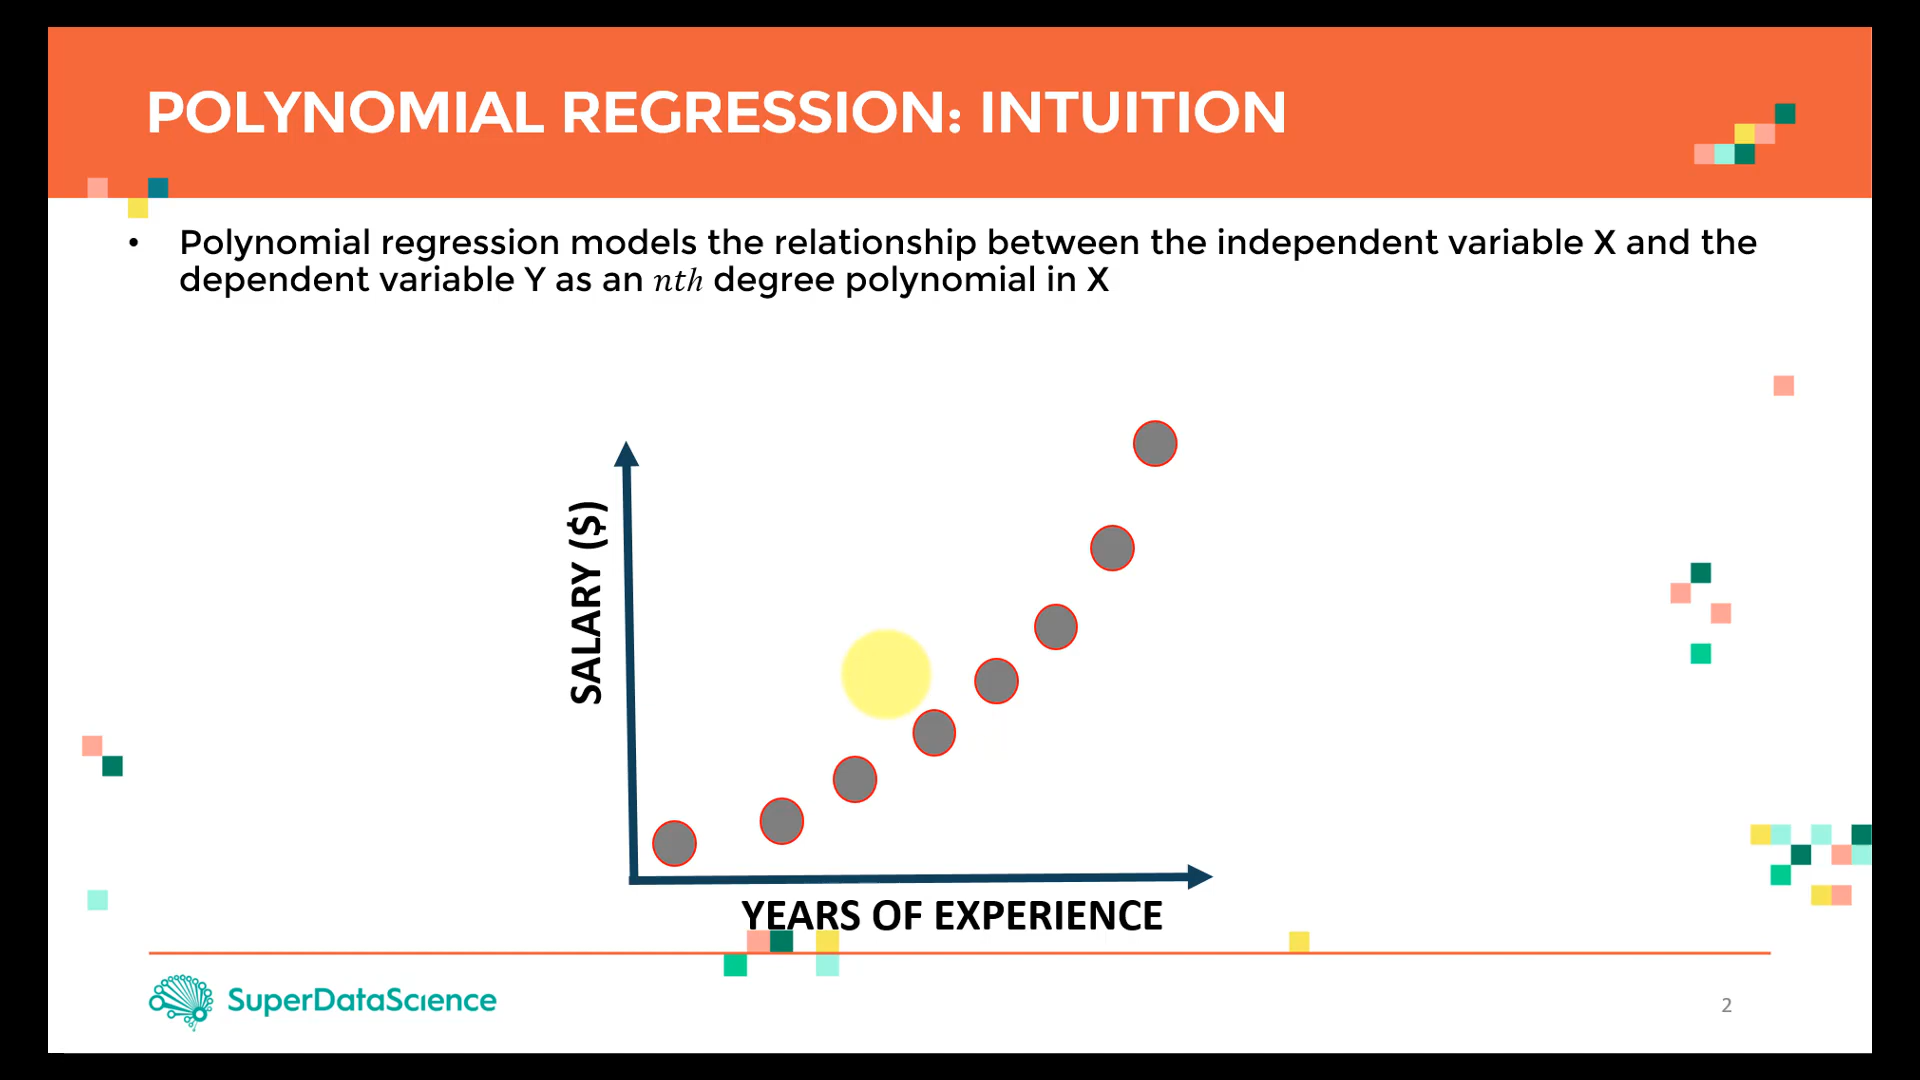 POLYNOMIAL REGRESSION: INTUITION
• Polynomial regression models the relationship between the independent variable X and the
dependent variable Y as an nth degree polynomial in X
SALARY ($)
YEARS OF EXPERIENCE
SuperDataScience
2